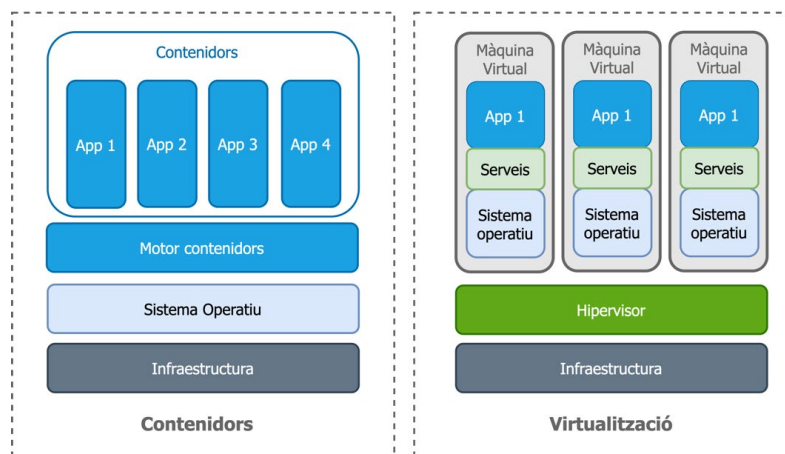 Contenidors
App 1
App 2
App 3
App 4
Motor contenidors
Sistema Operatiu
Infraestructura
Contenidors
Màquina
Virtual
App 1
Serveis
Sistema
operatiu
Màquina
Virtual
App 1
Serveis
Sistema
operatiu
Màquina
Virtual
App 1
Serveis
Sistema
operatiu
Hipervisor
Infraestructura
Virtualització